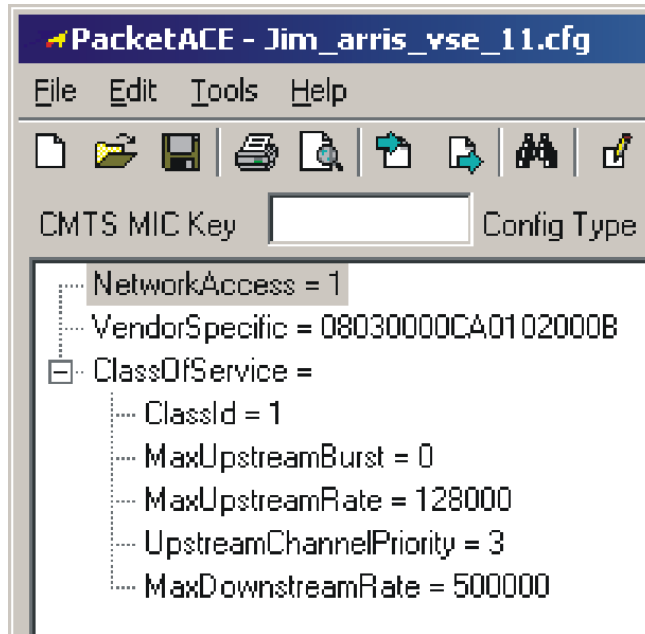 PacketACE - Jim_arris_vse_11.cfg
File Edit Tools Help
CMTS MIC Key Config Type
NetworkAccess = 1
VendorSpecific = 08030000CA0102000B
ClassOfService =
ClassId = 1
MaxUpstreamBurst = 0
MaxUpstreamRate = 128000
UpstreamChannelPriority = 3
MaxDownstreamRate = 500000